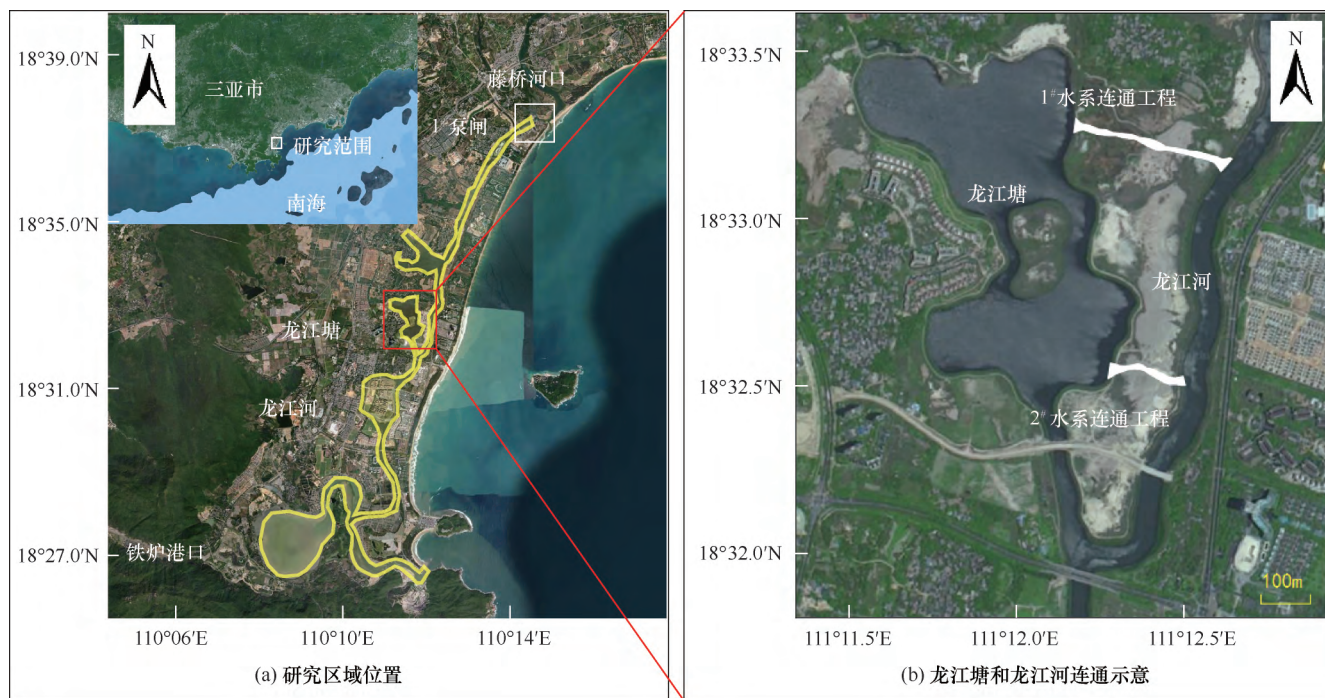 N
18°39.0′N
18°35.0′N
18°31.0′N
18°27.0′N
三亚市
研究范围
南海
藤桥河口
1#泵闸
龙江塘
龙江河
铁炉港口
110°06′E
110°10′E
110°14′E
(a) 研究区域位置
N
18°33.5′N
18°33.0′N
18°32.5′N
18°32.0′N
1#水系连通工程
龙江塘
龙江河
2#水系连通工程
100m
111°11.5′E
111°12.0′E
111°12.5′E
(b) 龙江塘和龙江河连通示意